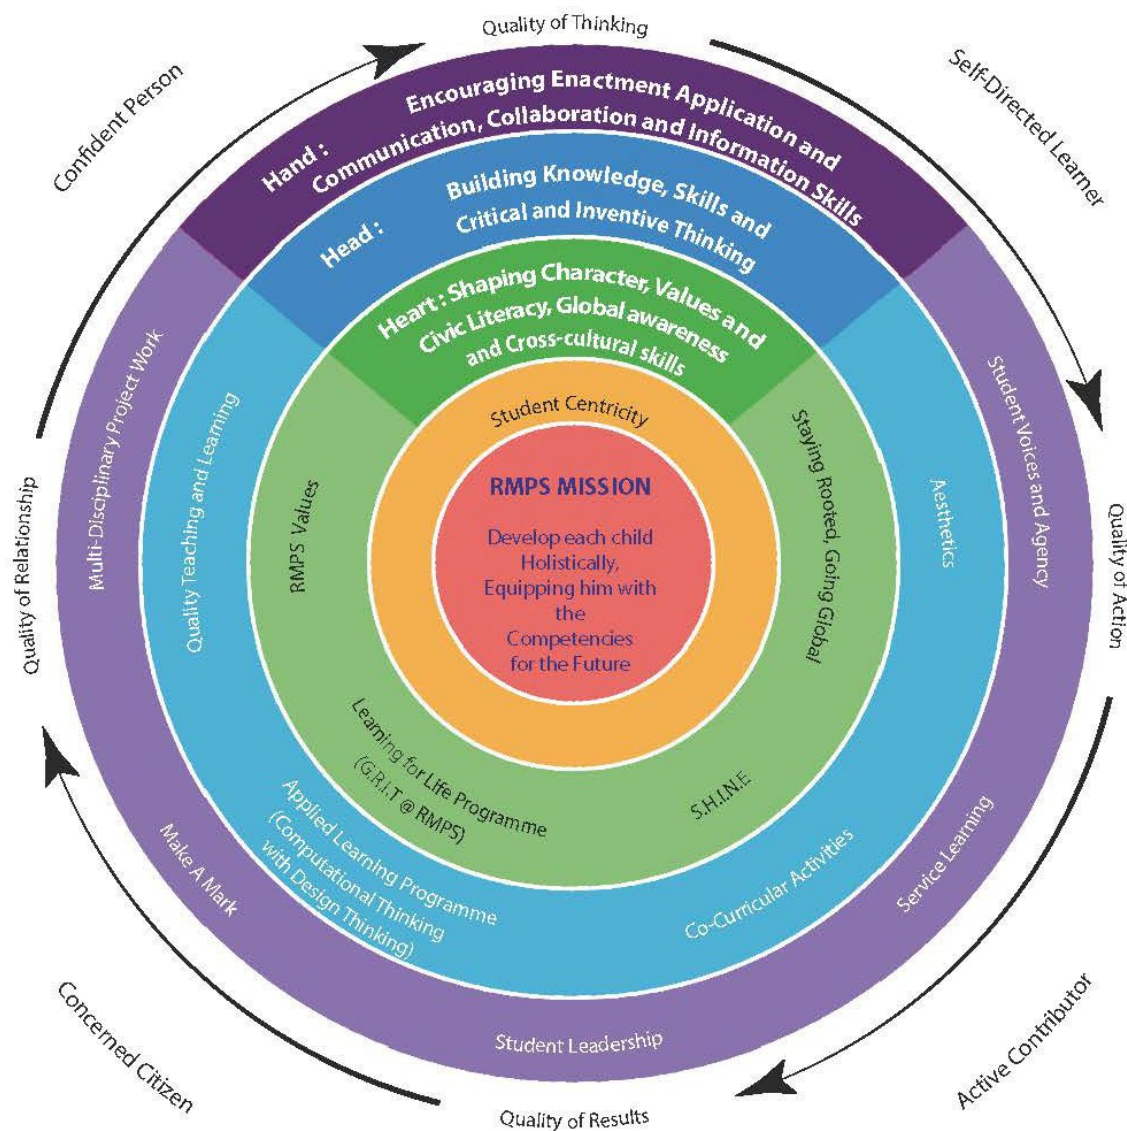 Quality of Thinking
Confident Person
Self-Directed Learner
Hand : Encouraging Enactment Application and
Communication, Collaboration and Information Skills
Head : Building Knowledge, Skills and
Critical and Inventive Thinking
Heart : Shaping Character, Values and
Civic Literacy, Global awareness
and Cross-cultural skills
Student Centricity
RMPS MISSION
Develop each child
Holistically,
Equipping him with
the
Competencies
for the Future
RMPS Values
Staying Rooted, Going Global
Learning for Life Programme
(G.R.I.T @ RMPS)
S.H.I.N.E
Quality Teaching and Learning
Aesthetics
Applied Learning Programme
(Computational Thinking
with Design Thinking)
Co-Curricular Activities
Multi-Disciplinary Project Work
Student Voices and Agency
Make A Mark
Service Learning
Student Leadership
Quality of Relationship
Quality of Action
Concerned Citizen
Active Contributor
Quality of Results